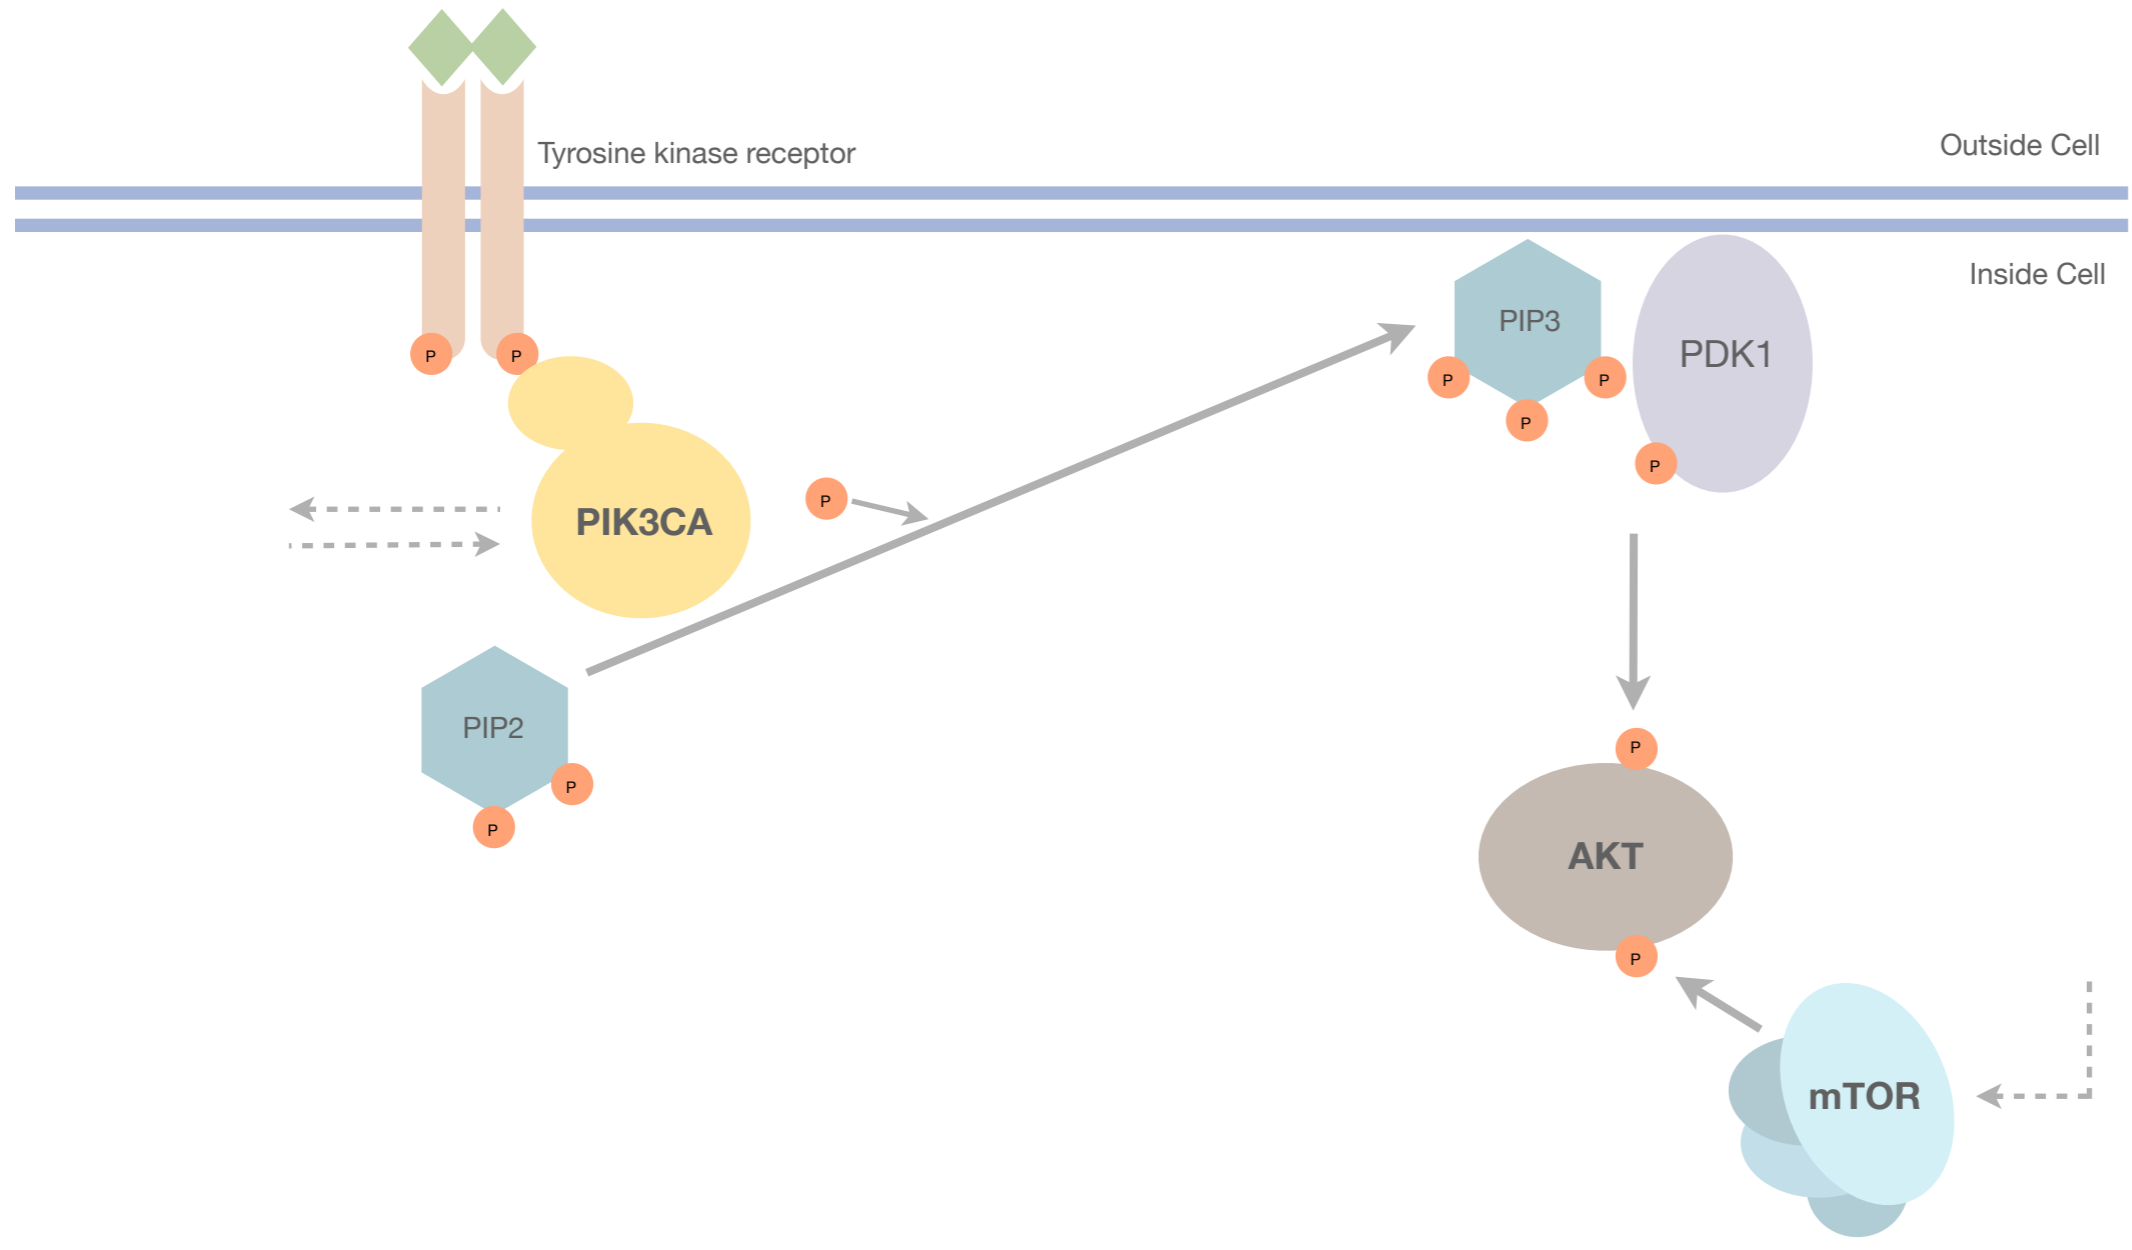 Tyrosine kinase receptor
Outside Cell
Inside Cell
PIP3
PDK1
P
P
P
P
P
P
PIK3CA
P
PIP2
P
P
P
AKT
P
mTOR